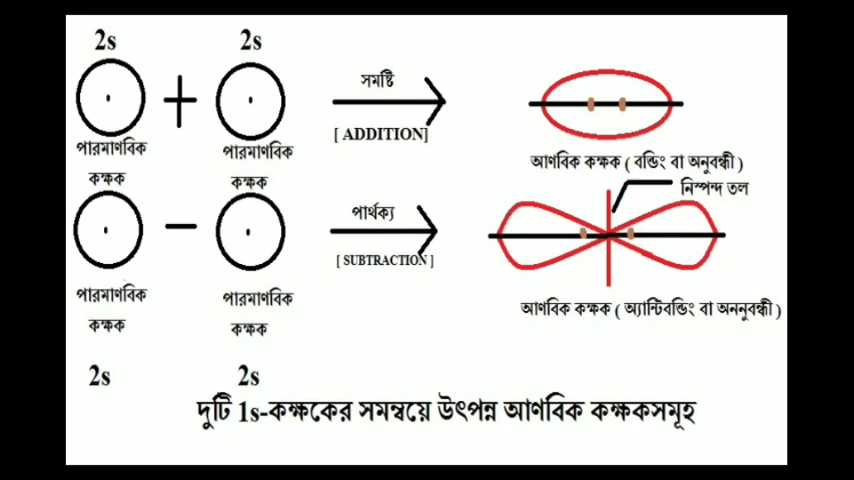 2s 2s
সমষ্টি
[ ADDITION]
পারমাণবিক পারমাণবিক
কক্ষক কক্ষক
আণবিক কক্ষক ( বন্ডিং বা অনুবন্ধী )
নিস্পন্দ তল
পার্থক্য
[ SUBTRACTION ]
পারমাণবিক পারমাণবিক
কক্ষক কক্ষক
আণবিক কক্ষক ( অ্যান্টিবন্ডিং বা অননুবন্ধী )
2s 2s
দুটি 1s-কক্ষকের সমন্বয়ে উৎপন্ন আণবিক কক্ষকসমূহ